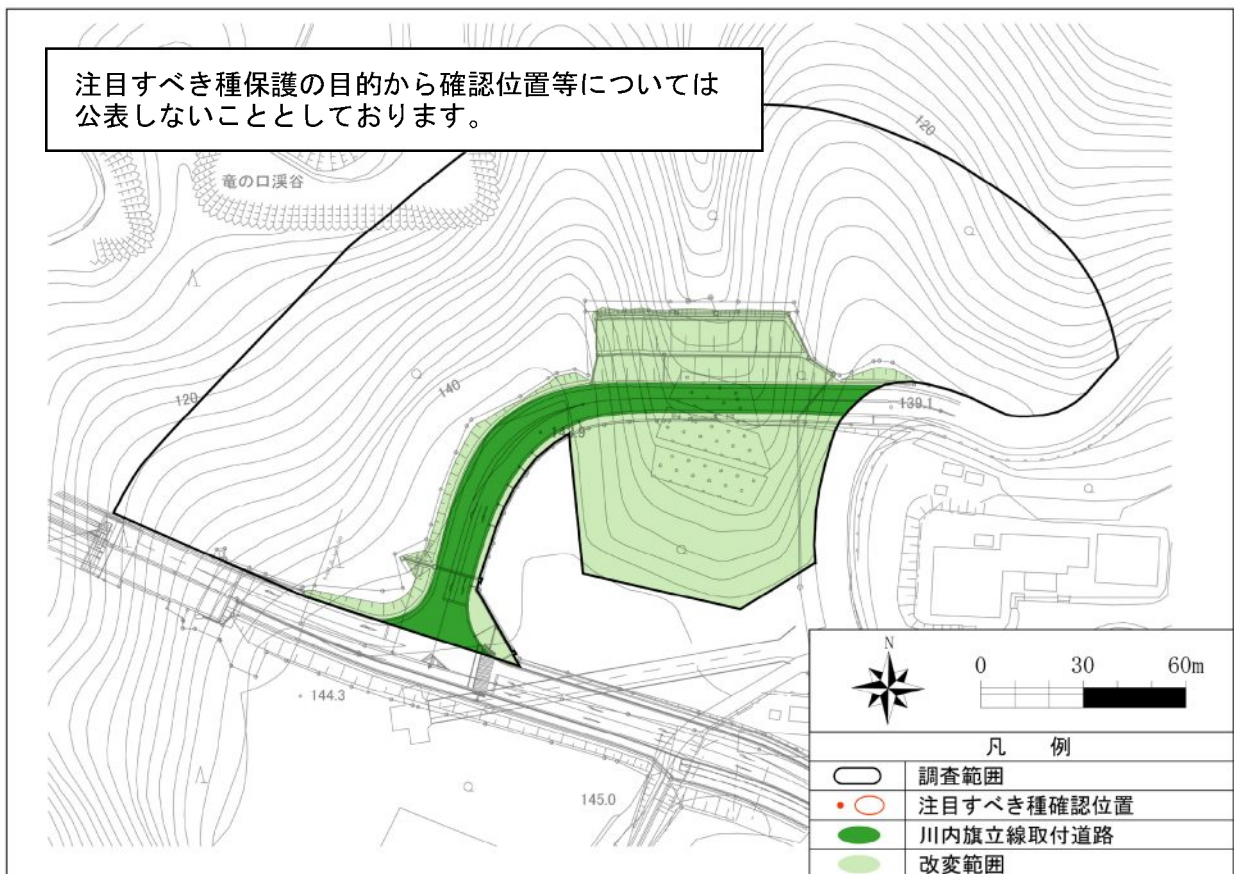 注目すべき種保護の目的から確認位置等については
公表しないこととしております。
竜の口渓谷
120
120
140
139.1
144.3
145.0
N
0 30 60m
凡 例
調査範囲
注目すべき種確認位置
川内旗立線取付道路
改変範囲